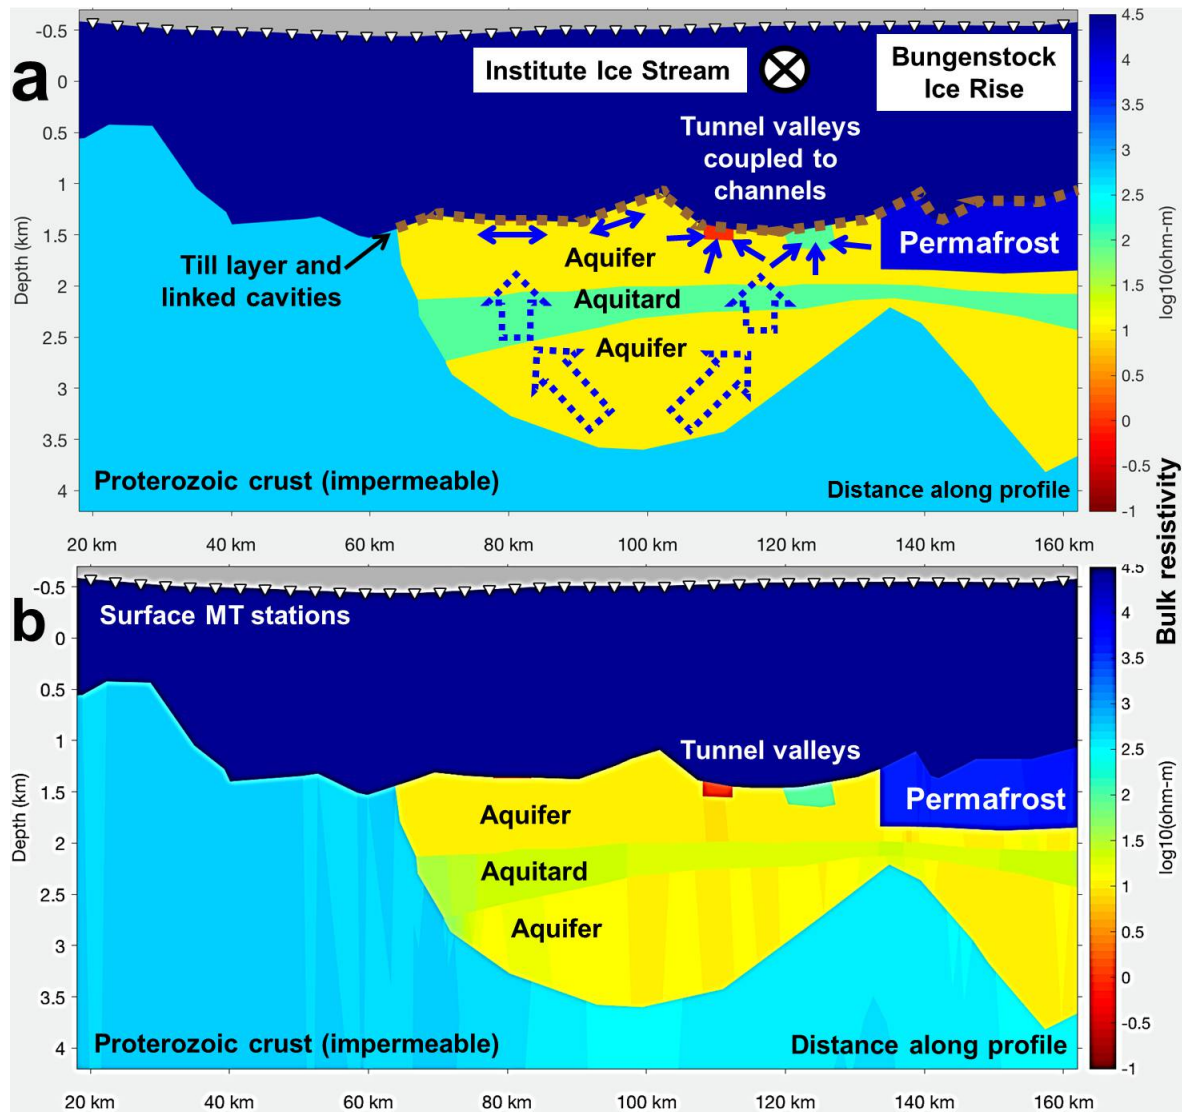 a
Institute Ice Stream
Bungenstock
Ice Rise
Tunnel valleys
coupled to
channels
Till layer and
linked cavities
Aquifer
Aquitard
Aquifer
Permafrost
Proterozoic crust (impermeable)
Distance along profile
Depth (km)
-0.5
0
0.5
1
1.5
2
2.5
3
3.5
4
20 km
40 km
60 km
80 km
100 km
120 km
140 km
160 km
4.5
4
3.5
3
2.5
2
1.5
1
0.5
0
-0.5
-1
log10(ohm-m)
Bulk resistivity
b
Surface MT stations
Tunnel valleys
Aquifer
Aquitard
Aquifer
Permafrost
Proterozoic crust (impermeable)
Distance along profile
Depth (km)
-0.5
0
0.5
1
1.5
2
2.5
3
3.5
4
20 km
40 km
60 km
80 km
100 km
120 km
140 km
160 km
4.5
4
3.5
3
2.5
2
1.5
1
0.5
0
-0.5
-1
log10(ohm-m)